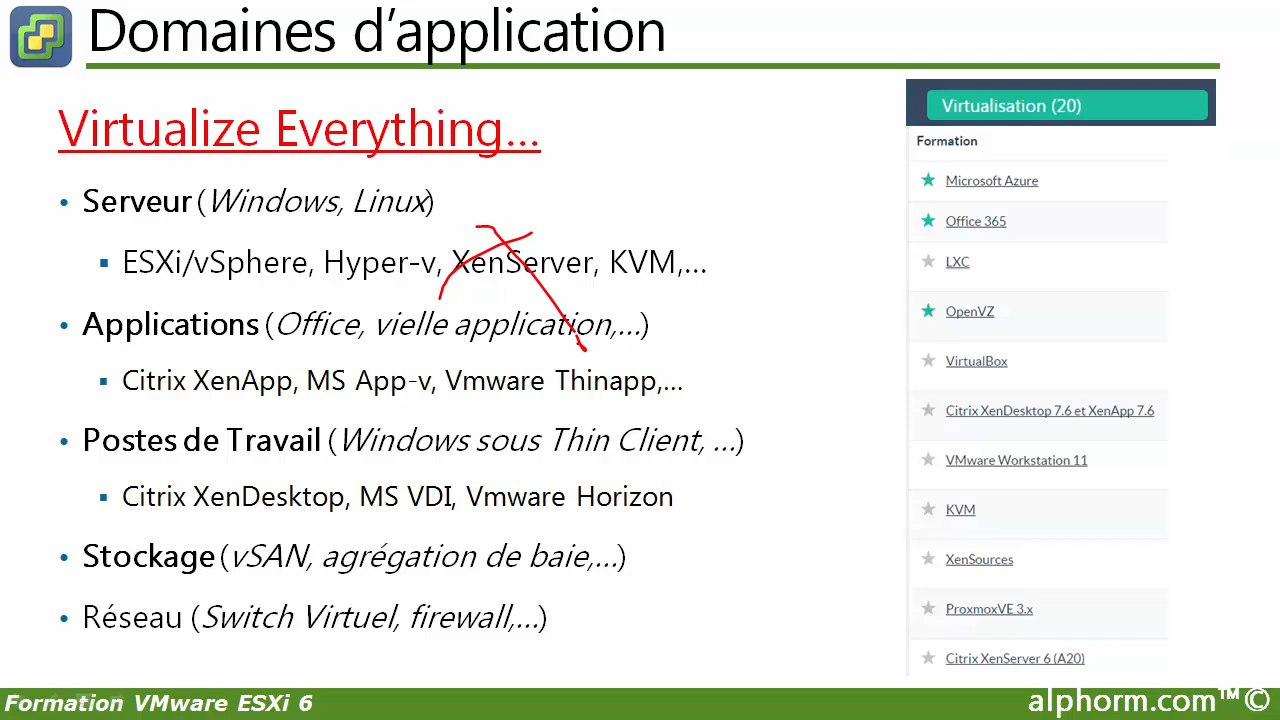 Domaines d'application
Virtualize Everything...
• Serveur (Windows, Linux)
▪ ESXi/vSphere, Hyper-v, XenServer, KVM,...
• Applications (Office, vielle application,...)
▪ Citrix XenApp, MS App-v, Vmware Thinapp,...
• Postes de Travail (Windows sous Thin Client, ...)
▪ Citrix XenDesktop, MS VDI, Vmware Horizon
• Stockage (vSAN, agrégation de baie,...)
• Réseau (Switch Virtuel, firewall,...)
Virtualisation (20)
Formation
Microsoft Azure
Office 365
LXC
OpenVZ
VirtualBox
Citrix XenDesktop 7.6 et XenApp 7.6
VMware Workstation 11
KVM
XenSources
ProxmoxVE 3.x
Citrix XenServer 6 (A20)
Formation VMware ESXi 6
alphorm.com™©